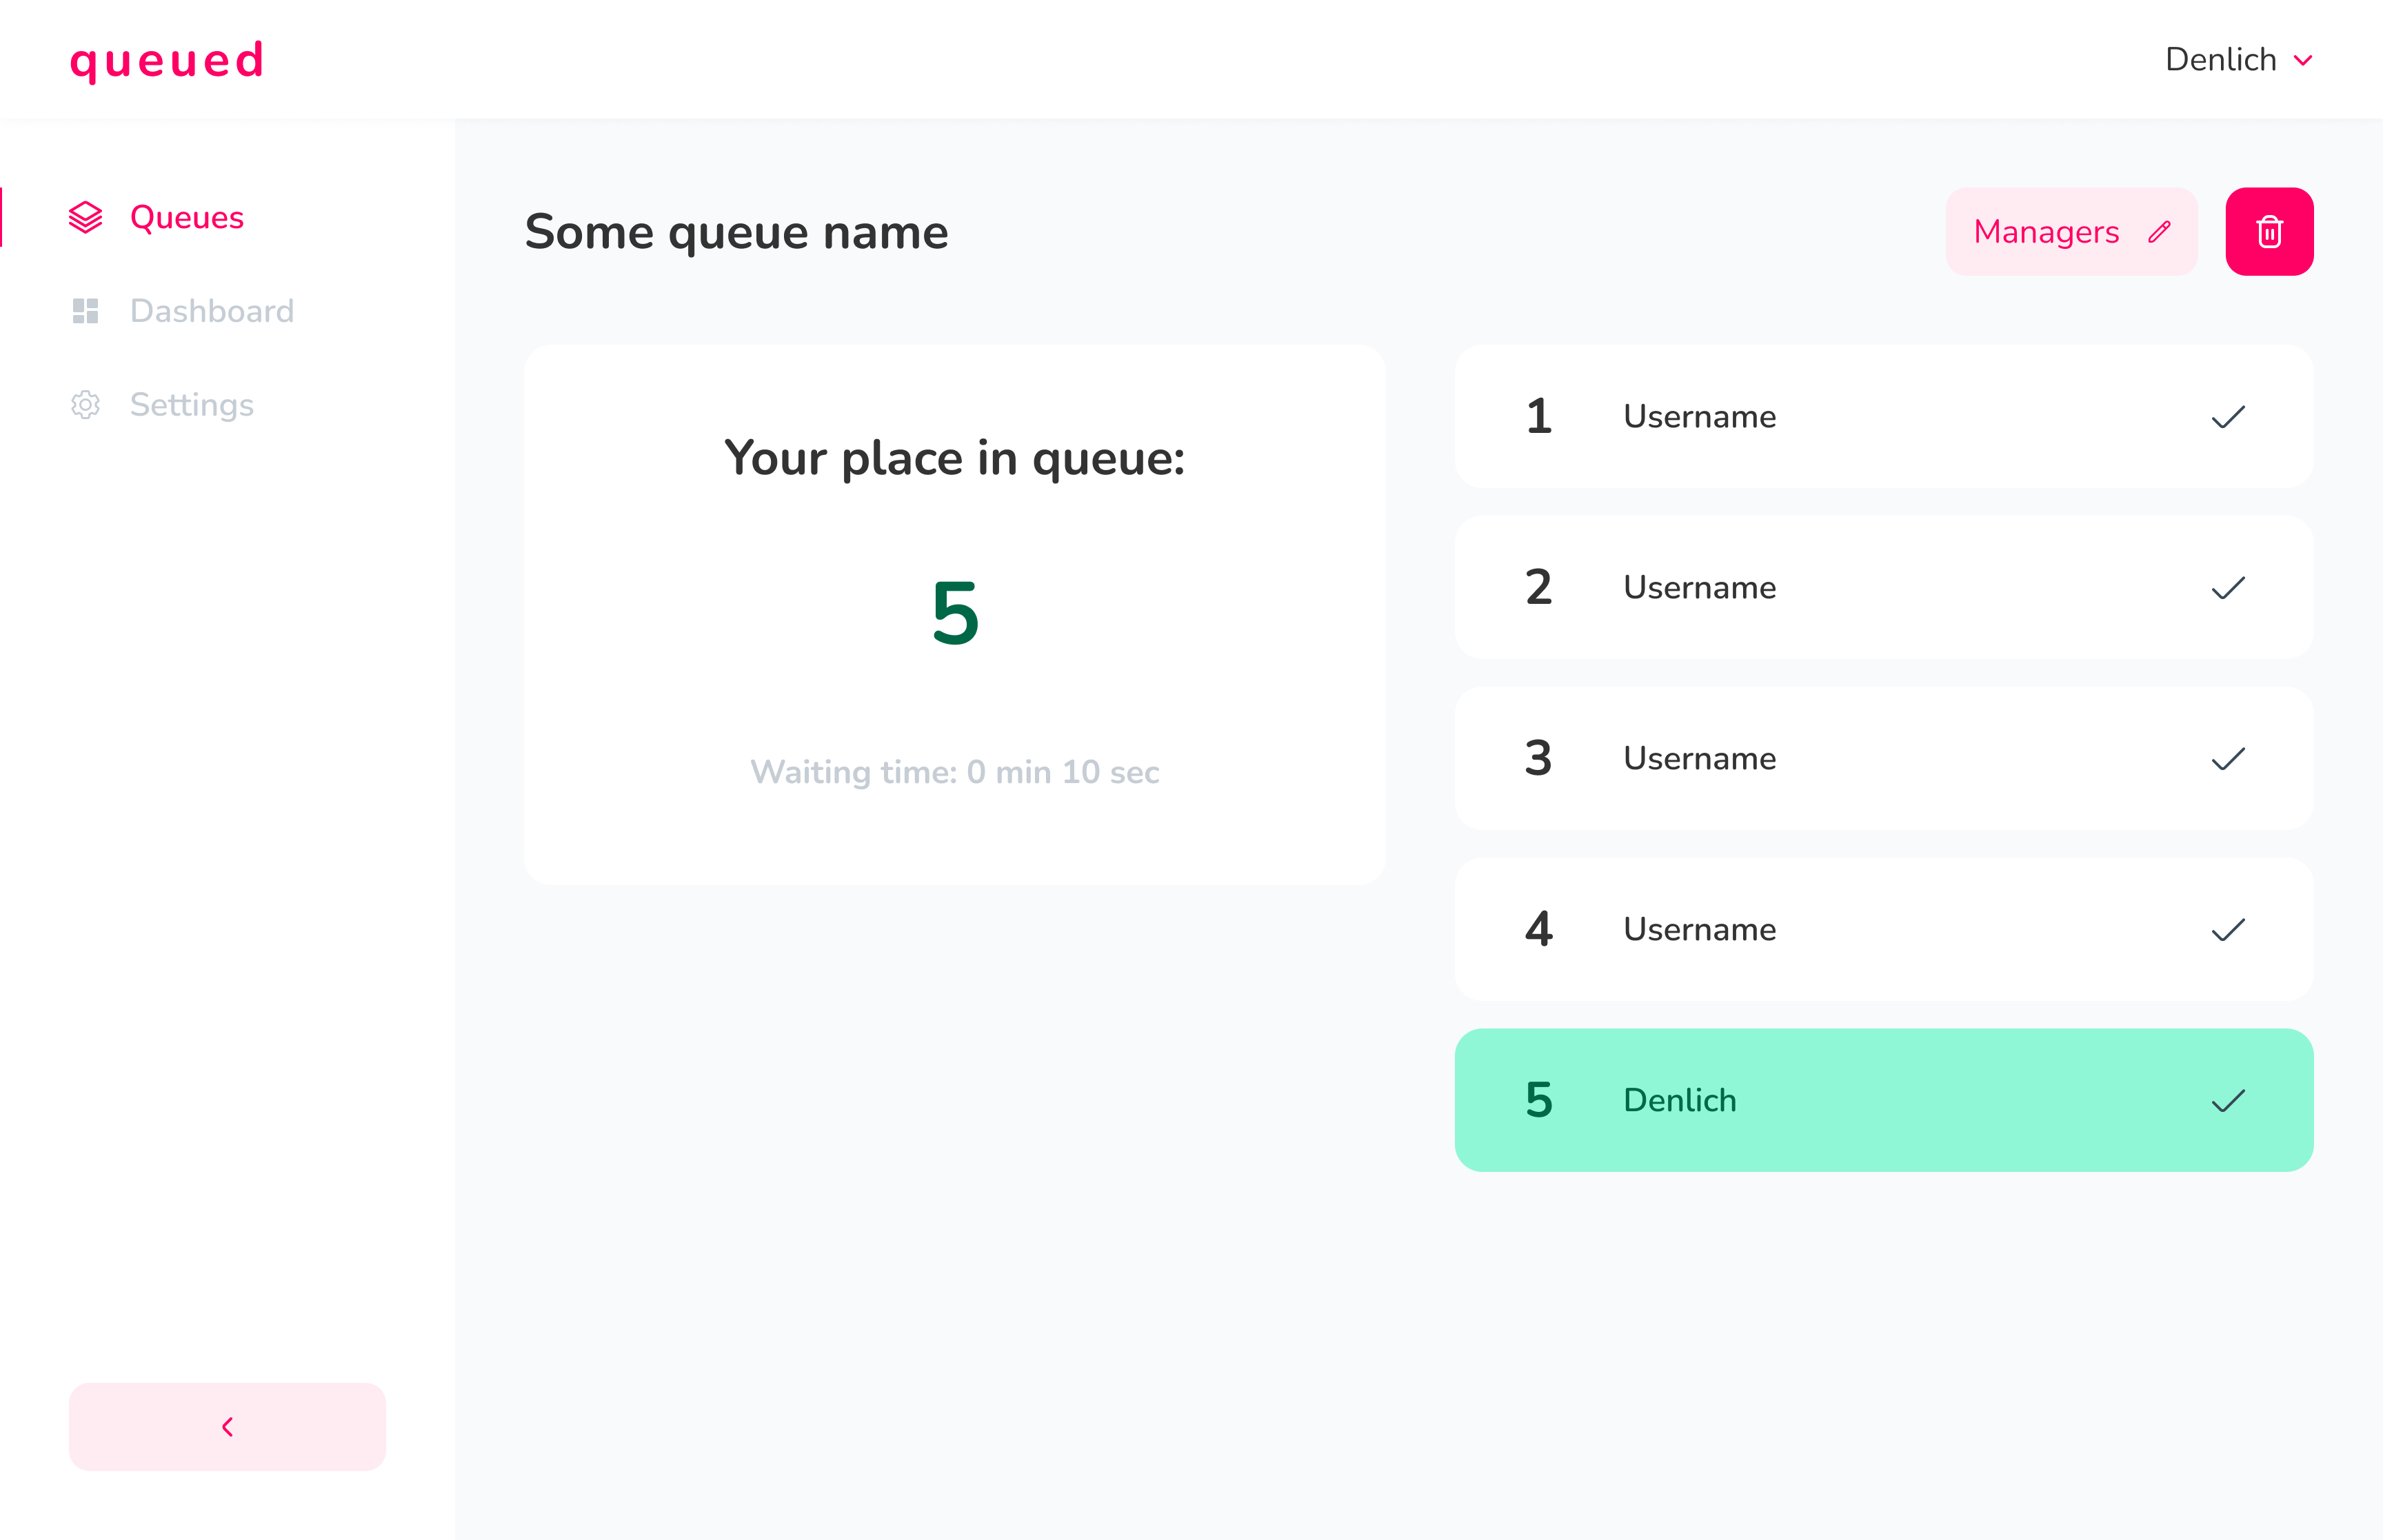 queued
Denlich
Queues
Dashboard
Settings
Some queue name
Managers
Your place in queue:
5
Waiting time: 0 min 10 sec
1 Username
2 Username
3 Username
4 Username
5 Denlich